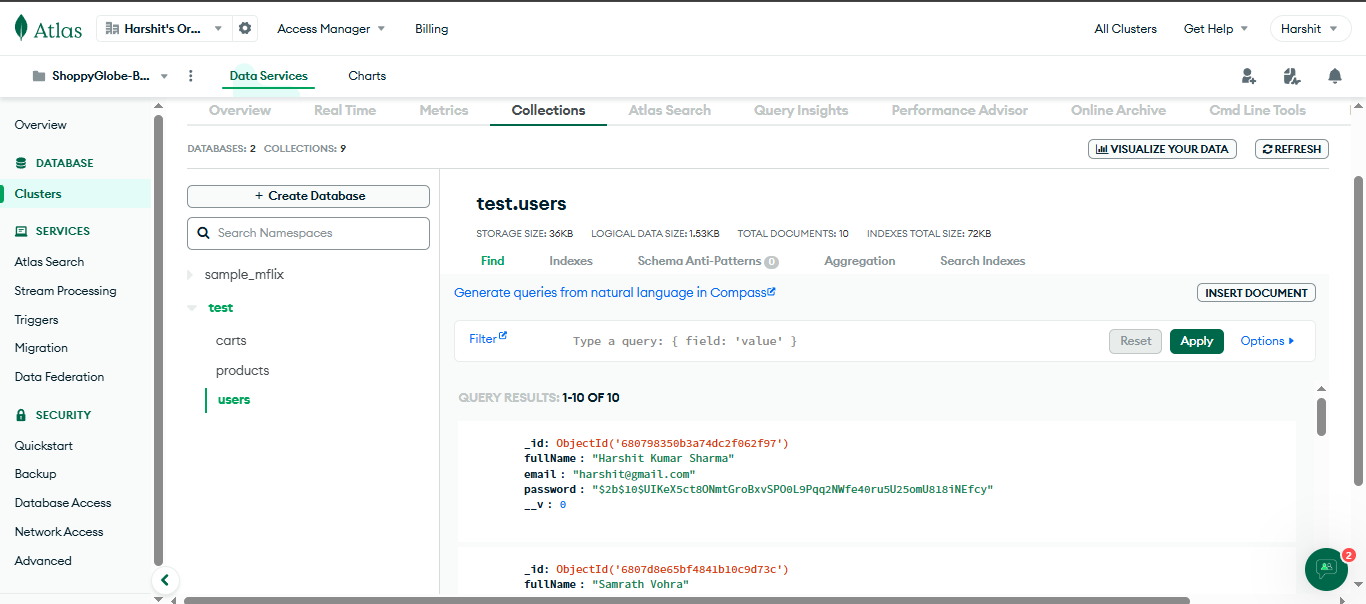 Atlas
Harshit's Or...
Access Manager
Billing
All Clusters
Get Help
Harshit
ShoppyGlobe-B...
Data Services
Charts
Overview
DATABASE
Clusters
SERVICES
Atlas Search
Stream Processing
Triggers
Migration
Data Federation
SECURITY
Quickstart
Backup
Database Access
Network Access
Advanced
Overview
Real Time
Metrics
Collections
Atlas Search
Query Insights
Performance Advisor
Online Archive
Cmd Line Tools
DATABASES: 2 COLLECTIONS: 9
VISUALIZE YOUR DATA
REFRESH
+ Create Database
Search Namespaces
sample_mflix
test
carts
products
users
test.users
STORAGE SIZE: 36KB LOGICAL DATA SIZE: 1.53KB TOTAL DOCUMENTS: 10 INDEXES TOTAL SIZE: 72KB
Find
Indexes
Schema Anti-Patterns 0
Aggregation
Search Indexes
Generate queries from natural language in Compass
INSERT DOCUMENT
Filter
Type a query: { field: 'value' }
Reset
Apply
Options
QUERY RESULTS: 1-10 OF 10
_id: ObjectId('680798350b3a74dc2f062f97')
fullName : "Harshit Kumar Sharma"
email : "harshit@gmail.com"
password : "$2b$10$UIKeX5ct8ONmtGroBxvSPO0L9Pqq2NWfe40ru5U25omU818iNEfcy"
__v : 0
_id: ObjectId('6807d8e65bf4841b10c9d73c')
fullName : "Samrath Vohra"
2